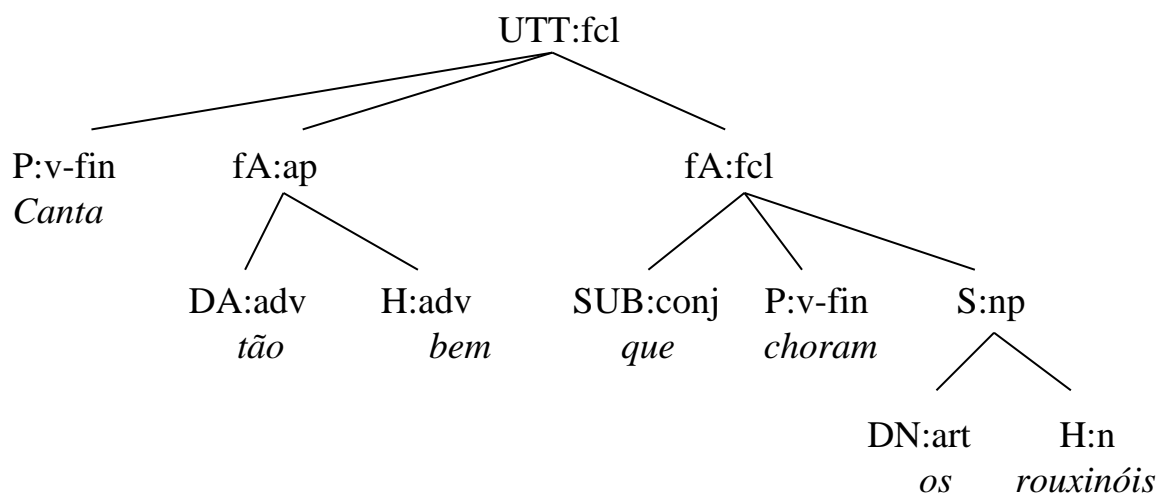 UTT:fcl
P:v-fin fA:ap fA:fcl
Canta
DA:adv H:adv SUB:conj P:v-fin S:np
tão bem que choram
DN:art H:n
os rouxinóis